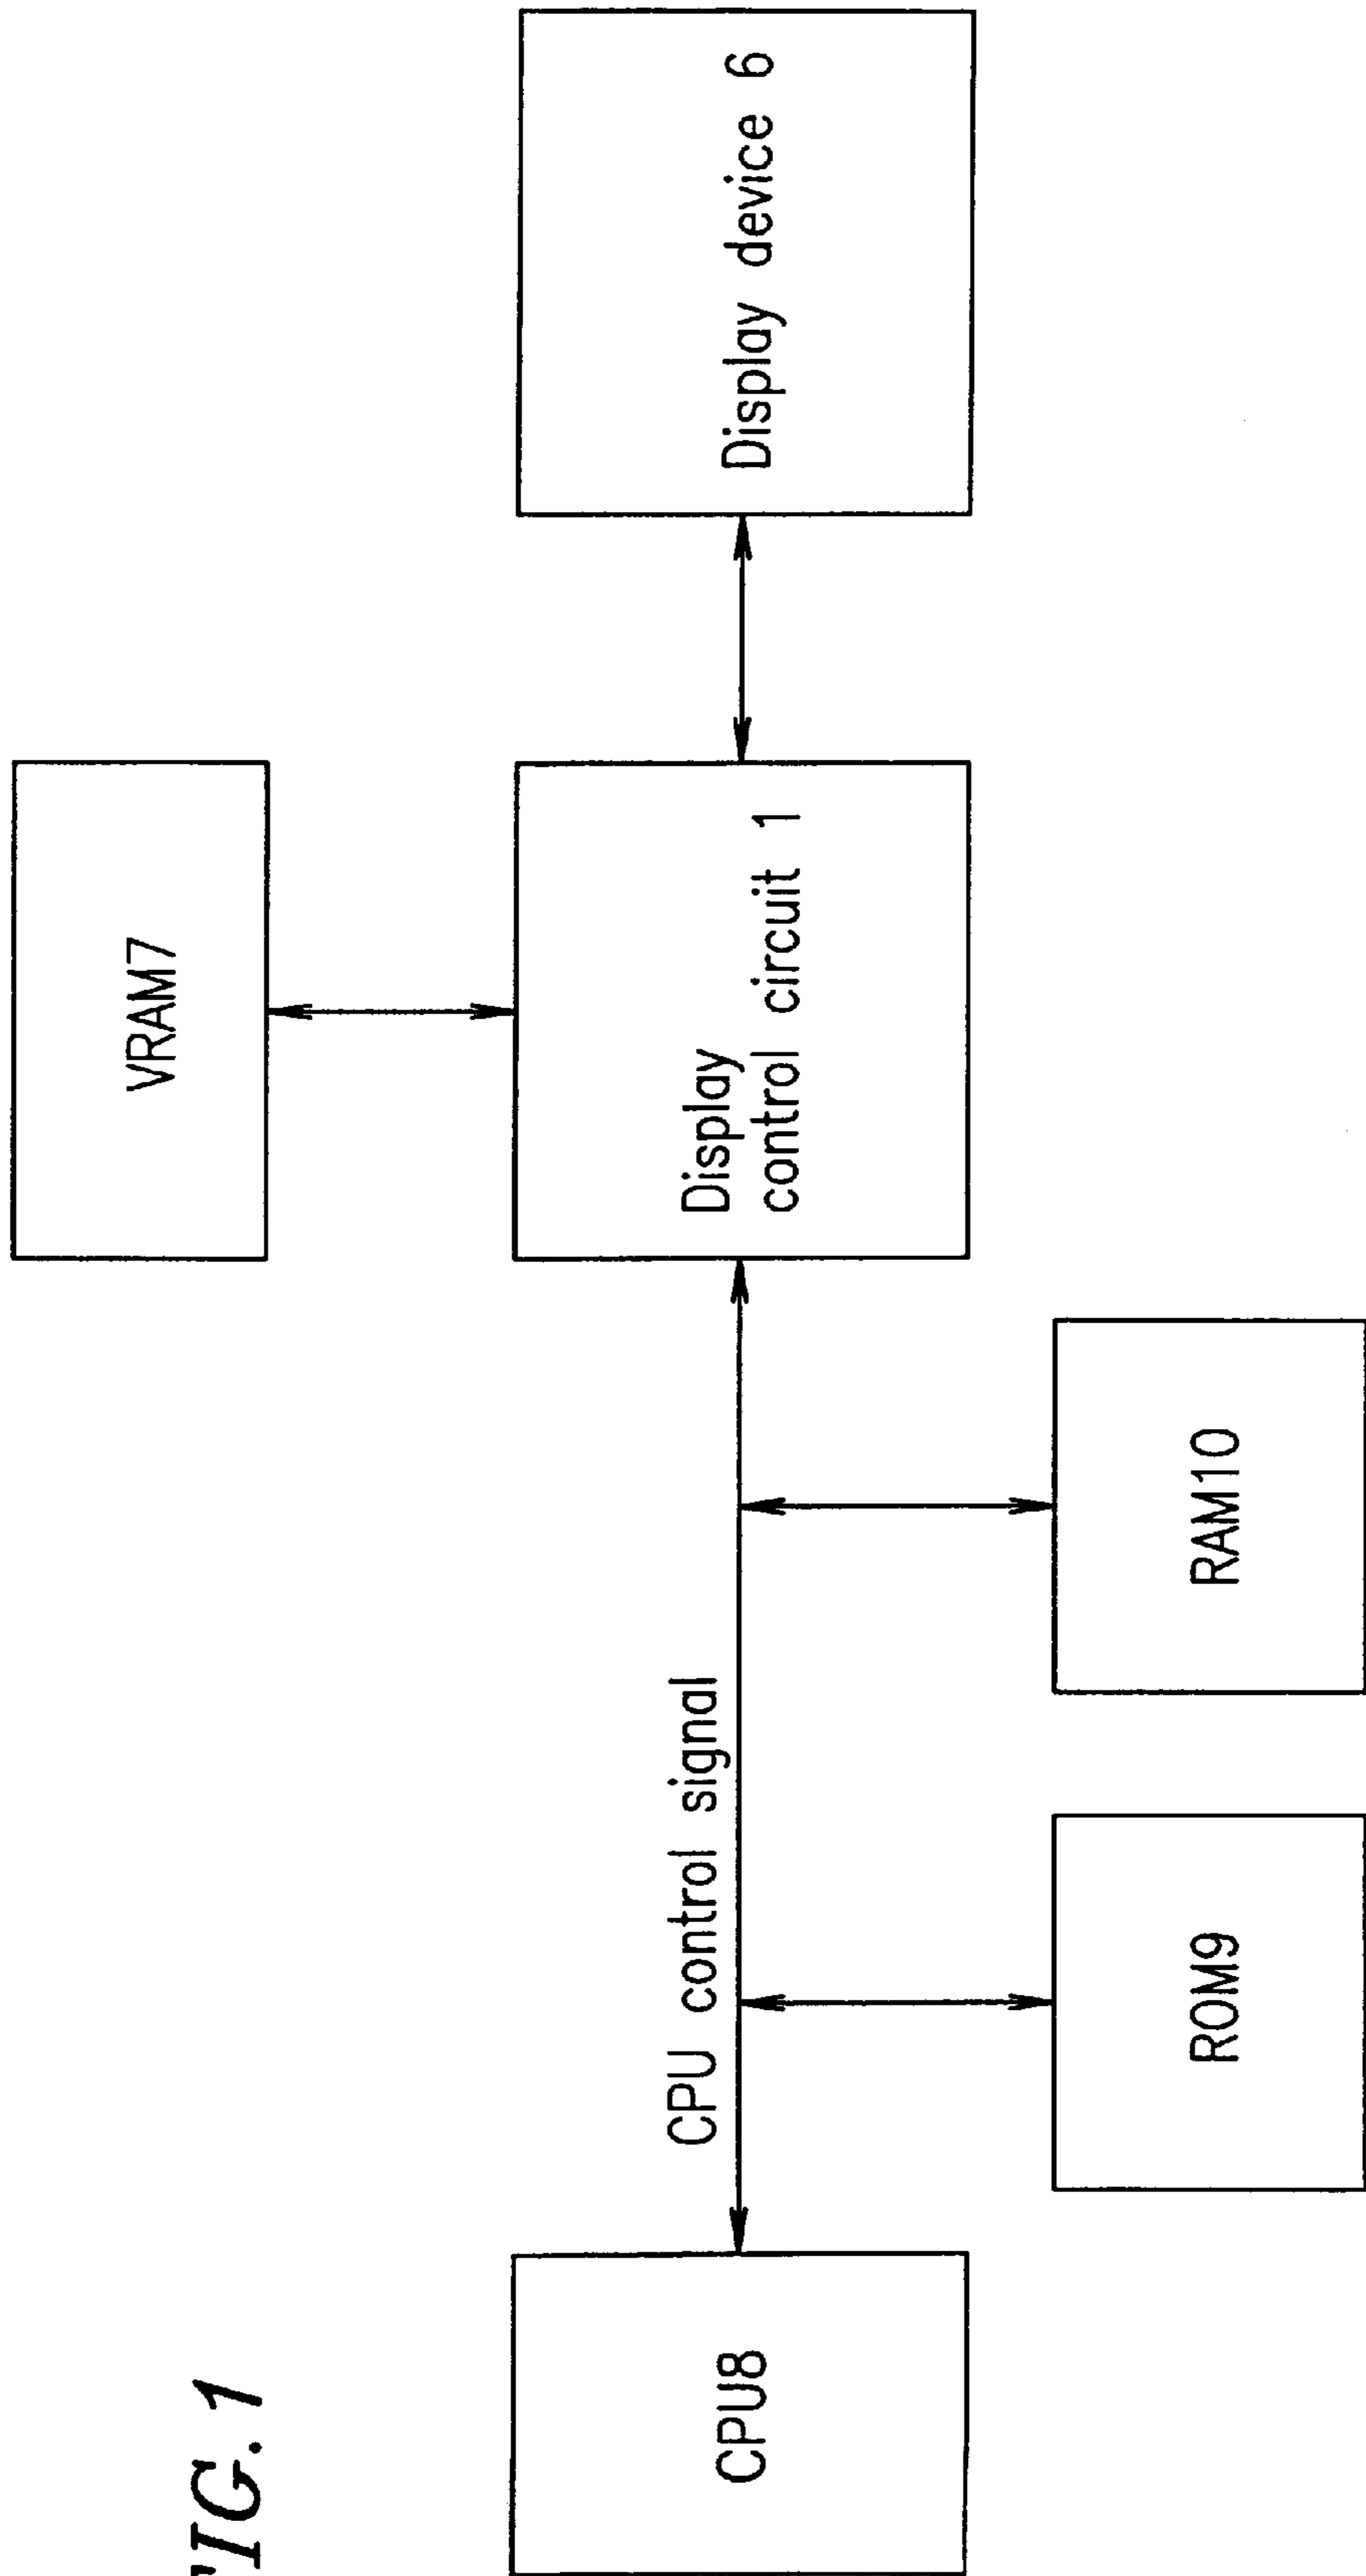 FIG. 1
VRAM7
CPU control signal
CPU8
Display
control circuit 1
Display device 6
ROM9
RAM10